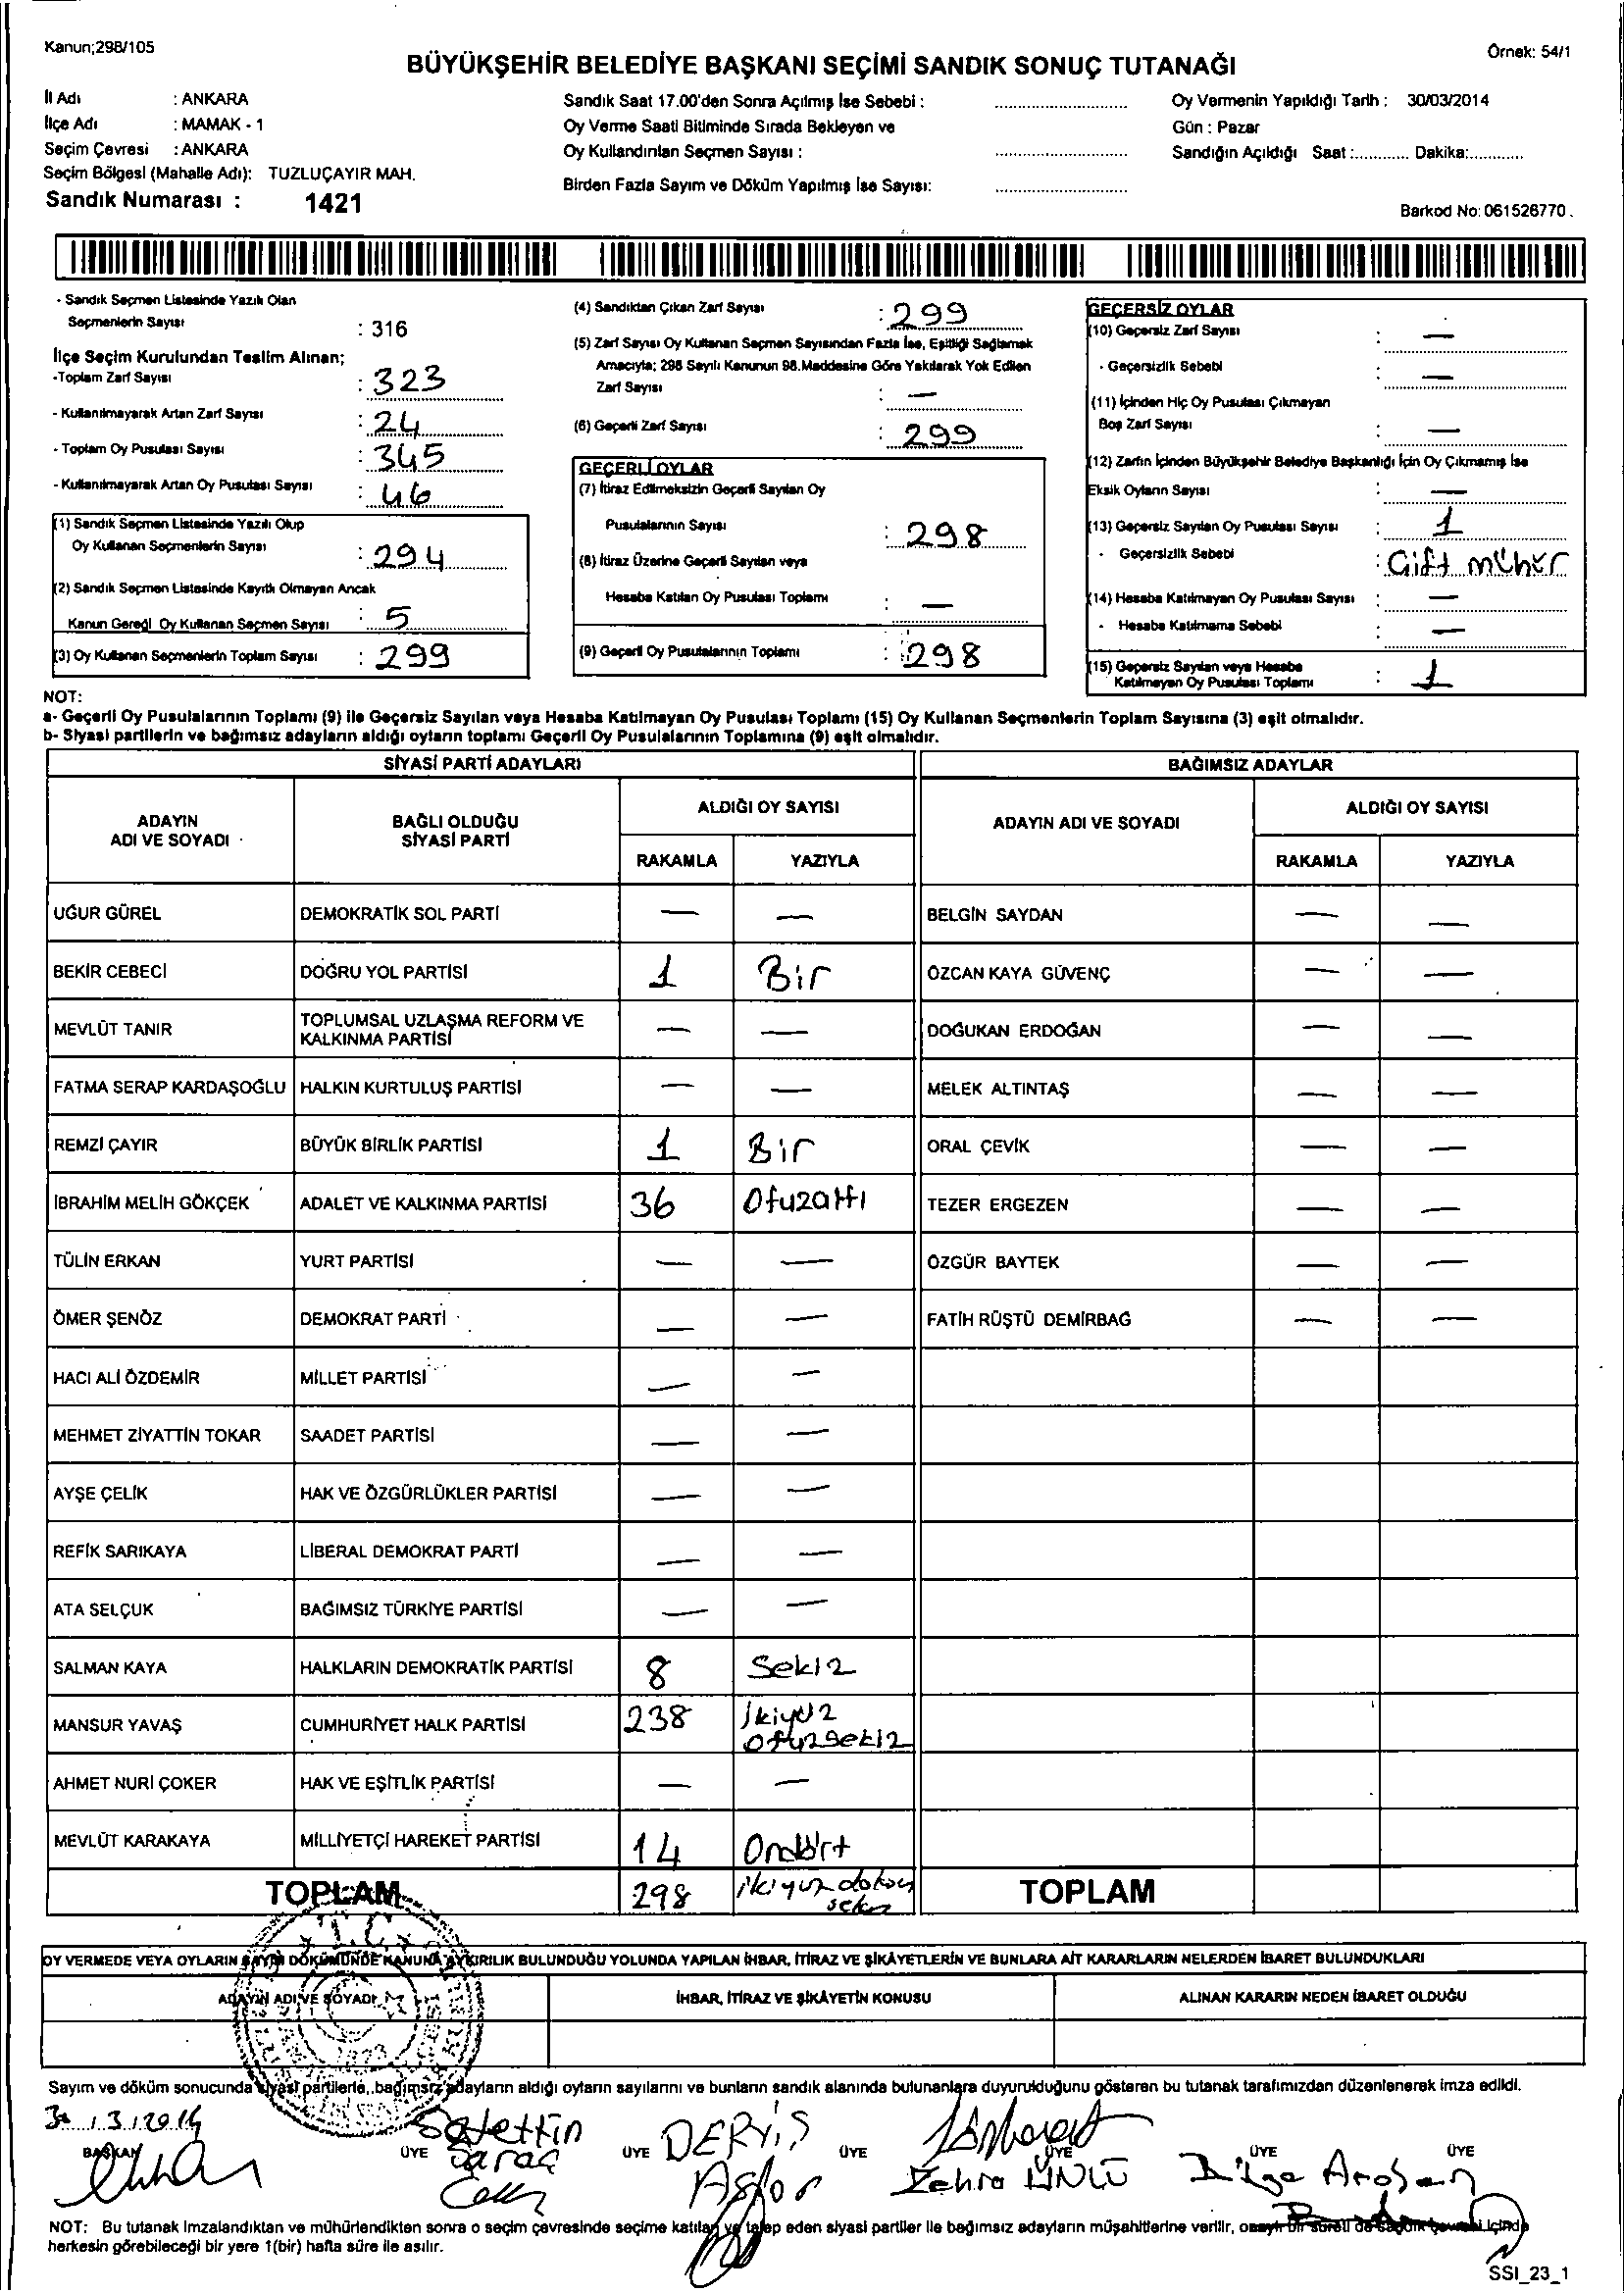 Kanun;298/105
Örnek: 54/1
BÜYÜKŞEHİR BELEDİYE BAŞKANI SEÇİMİ SANDIK SONUÇ TUTANAĞI
İl Adı : ANKARA
İlçe Adı : MAMAK - 1
Seçim Çevresi : ANKARA
Seçim Bölgesi (Mahalle Adı): TUZLUÇAYIR MAH.
Sandık Numarası : 1421
Sandık Saat 17.00'den Sonra Açılmış İse Sebebi :
Oy Verme Saati Bitiminde Sırada Bekleyen ve
Oy Kullandırılan Seçmen Sayısı :
Birden Fazla Sayım ve Döküm Yapılmış İse Sayısı:
Oy Vermenin Yapıldığı Tarih : 30/03/2014
Gün : Pazar
Sandığın Açıldığı Saat :............ Dakika:............
Barkod No: 061526770 .
- Sandık Seçmen Listesinde Yazılı Olan
Seçmenlerin Sayısı : 316
İlçe Seçim Kurulundan Teslim Alınan;
-Toplam Zarf Sayısı : 323
- Kullanılmayarak Artan Zarf Sayısı : 24
- Toplam Oy Pusulası Sayısı : 345
- Kullanılmayarak Artan Oy Pusulası Sayısı : 46
(1) Sandık Seçmen Listesinde Yazılı Olup
Oy Kullanan Seçmenlerin Sayısı : 294
(2) Sandık Seçmen Listesinde Kayıtlı Olmayan Ancak
Kanun Gereği Oy Kullanan Seçmen Sayısı : 5
(3) Oy Kullanan Seçmenlerin Toplam Sayısı : 299
(4) Sandıktan Çıkan Zarf Sayısı : 299
(5) Zarf Sayısı Oy Kullanan Seçmen Sayısından Fazla İse, Eşitliği Sağlamak
Amacıyla; 298 Sayılı Kanunun 98.Maddesine Göre Yakılarak Yok Edilen
Zarf Sayısı : —
(6) Geçerli Zarf Sayısı : 299
GEÇERLİ OYLAR
(7) İtiraz Edilmeksizin Geçerli Sayılan Oy
Pusulalarının Sayısı : 298
(8) İtiraz Üzerine Geçerli Sayılan veya
Hesaba Katılan Oy Pusulası Toplamı : —
(9) Geçerli Oy Pusulalarının Toplamı : 298
GEÇERSİZ OYLAR
(10) Geçersiz Zarf Sayısı : —
- Geçersizlik Sebebi : —
(11) İçinden Hiç Oy Pusulası Çıkmayan
Boş Zarf Sayısı : —
(12) Zarfın İçinden Büyükşehir Belediye Başkanlığı İçin Oy Çıkmamış İse
Eksik Oyların Sayısı : —
(13) Geçersiz Sayılan Oy Pusulası Sayısı : 1
- Geçersizlik Sebebi : Çift mühür
(14) Hesaba Katılmayan Oy Pusulası Sayısı : —
- Hesaba Katılmama Sebebi : —
(15) Geçersiz Sayılan veya Hesaba
Katılmayan Oy Pusulası Toplamı : 1
NOT:
a- Geçerli Oy Pusulalarının Toplamı (9) ile Geçersiz Sayılan veya Hesaba Katılmayan Oy Pusulası Toplamı (15) Oy Kullanan Seçmenlerin Toplam Sayısına (3) eşit olmalıdır.
b- Siyasi partilerin ve bağımsız adayların aldığı oyların toplamı Geçerli Oy Pusulalarının Toplamına (9) eşit olmalıdır.
SİYASİ PARTİ ADAYLARI BAĞIMSIZ ADAYLAR
ADAYIN
ADI VE SOYADI
BAĞLI OLDUĞU
SİYASİ PARTİ
ALDIĞI OY SAYISI
RAKAMLA YAZIYLA
ADAYIN ADI VE SOYADI
ALDIĞI OY SAYISI
RAKAMLA YAZIYLA
UĞUR GÜREL DEMOKRATİK SOL PARTİ — — BELGİN SAYDAN — —
BEKİR CEBECİ DOĞRU YOL PARTİSİ 1 Bir ÖZCAN KAYA GÜVENÇ — —
MEVLÜT TANIR TOPLUMSAL UZLAŞMA REFORM VE
KALKINMA PARTİSİ — — DOĞUKAN ERDOĞAN — —
FATMA SERAP KARDAŞOĞLU HALKIN KURTULUŞ PARTİSİ — — MELEK ALTINTAŞ — —
REMZİ ÇAYIR BÜYÜK BİRLİK PARTİSİ 1 Bir ORAL ÇEVİK — —
İBRAHİM MELİH GÖKÇEK ADALET VE KALKINMA PARTİSİ 36 Otuzaltı TEZER ERGEZEN — —
TÜLİN ERKAN YURT PARTİSİ — — ÖZGÜR BAYTEK — —
ÖMER ŞENÖZ DEMOKRAT PARTİ — — FATİH RÜŞTÜ DEMİRBAĞ — —
HACI ALİ ÖZDEMİR MİLLET PARTİSİ — —
MEHMET ZİYATTİN TOKAR SAADET PARTİSİ — —
AYŞE ÇELİK HAK VE ÖZGÜRLÜKLER PARTİSİ — —
REFİK SARIKAYA LİBERAL DEMOKRAT PARTİ — —
ATA SELÇUK BAĞIMSIZ TÜRKİYE PARTİSİ — —
SALMAN KAYA HALKLARIN DEMOKRATİK PARTİSİ 8 Sekiz
MANSUR YAVAŞ CUMHURİYET HALK PARTİSİ 238 İkiyüz
otuzsekiz
AHMET NURİ ÇOKER HAK VE EŞİTLİK PARTİSİ — —
MEVLÜT KARAKAYA MİLLİYETÇİ HAREKET PARTİSİ 14 Ondört
TOPLAM 298 ikiyüz doksan
sekiz
TOPLAM
OY VERMEDE VEYA OYLARIN SAYIM DÖKÜMÜNDE KANUNA AYKIRILIK BULUNDUĞU YOLUNDA YAPILAN İHBAR, İTİRAZ VE ŞİKÂYETLERİN VE BUNLARA AİT KARARLARIN NELERDEN İBARET BULUNDUKLARI
ADAYIN ADI VE SOYADI İHBAR, İTİRAZ VE ŞİKÂYETİN KONUSU ALINAN KARARIN NEDEN İBARET OLDUĞU
Sayım ve döküm sonucunda siyasi partilerle, bağımsız adayların aldığı oyların sayılarını ve bunların sandık alanında bulunanlara duyurulduğunu gösteren bu tutanak tarafımızdan düzenlenerek imza edildi.
30/3/2014
BAŞKAN ÜYE ÜYE ÜYE ÜYE ÜYE ÜYE
Saraç
DERViŞ
Zehra ÜNLÜ
Bilge
NOT: Bu tutanak imzalandıktan ve mühürlendikten sonra o seçim çevresinde seçime katılan ve talep eden siyasi partiler ile bağımsız adayların müşahitlerine verilir, onaylı bir sureti de sandık çevresi içinde
herkesin görebileceği bir yere 1(bir) hafta süre ile asılır.
SSI_23_1